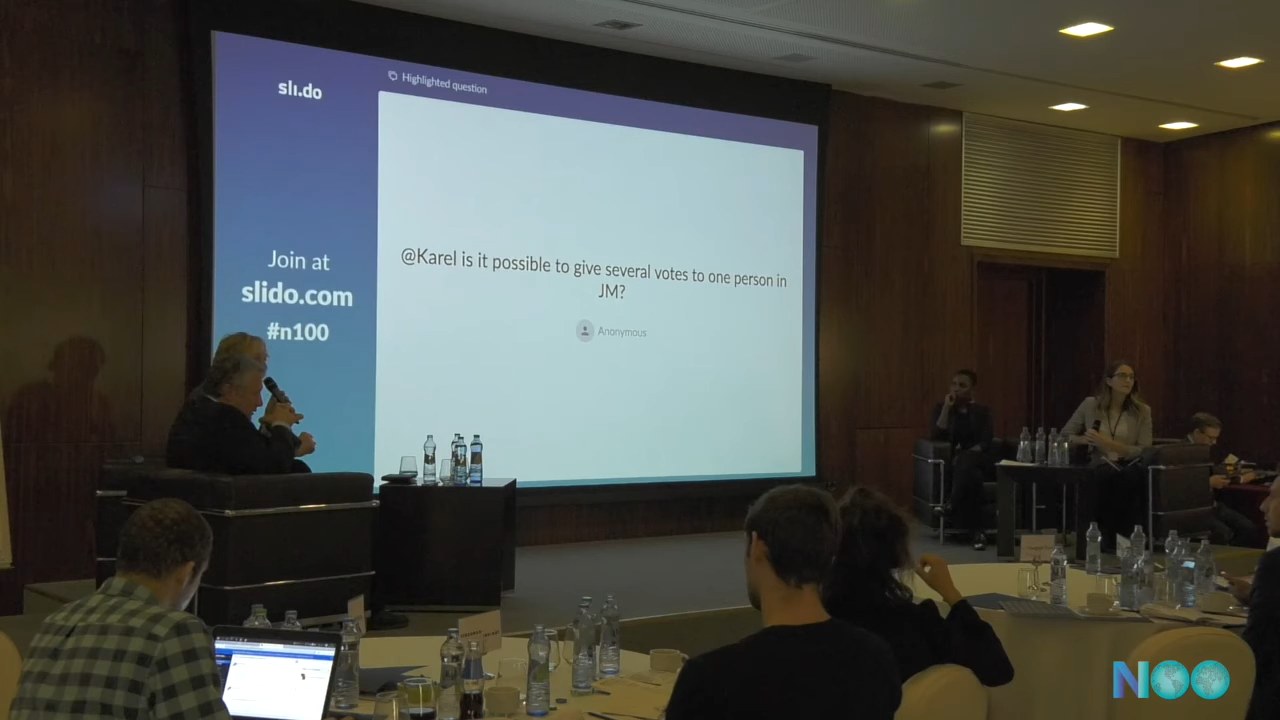 sli.do
Highlighted question
@Karel is it possible to give several votes to one person in
JM?
Anonymous
Join at
slido.com
#n100
N00